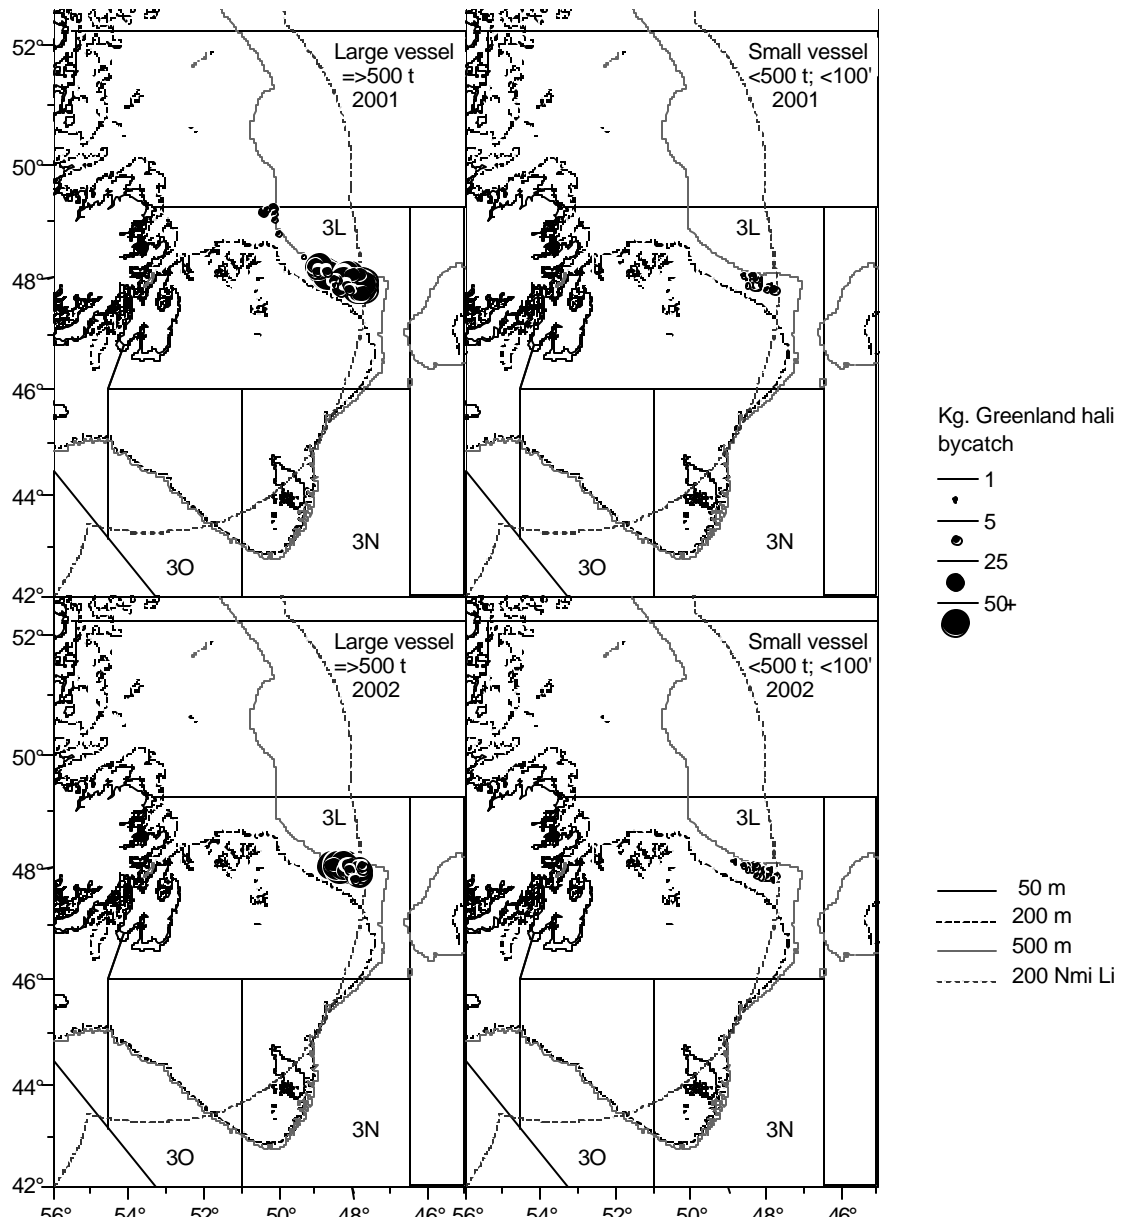 Large vessel
=>500 t
2001
Small vessel
<500 t; <100'
2001
52°
50°
48°
46°
44°
42°
3L
3N
3O
3L
3N
3O
Kg. Greenland hali
bycatch
1
5
25
50+
Large vessel
=>500 t
2002
Small vessel
<500 t; <100'
2002
52°
50°
48°
46°
44°
42°
3L
3N
3O
3L
3N
3O
50 m
200 m
500 m
200 Nmi Li
56° 54° 52° 50° 48° 46° 56° 54° 52° 50° 48° 46°